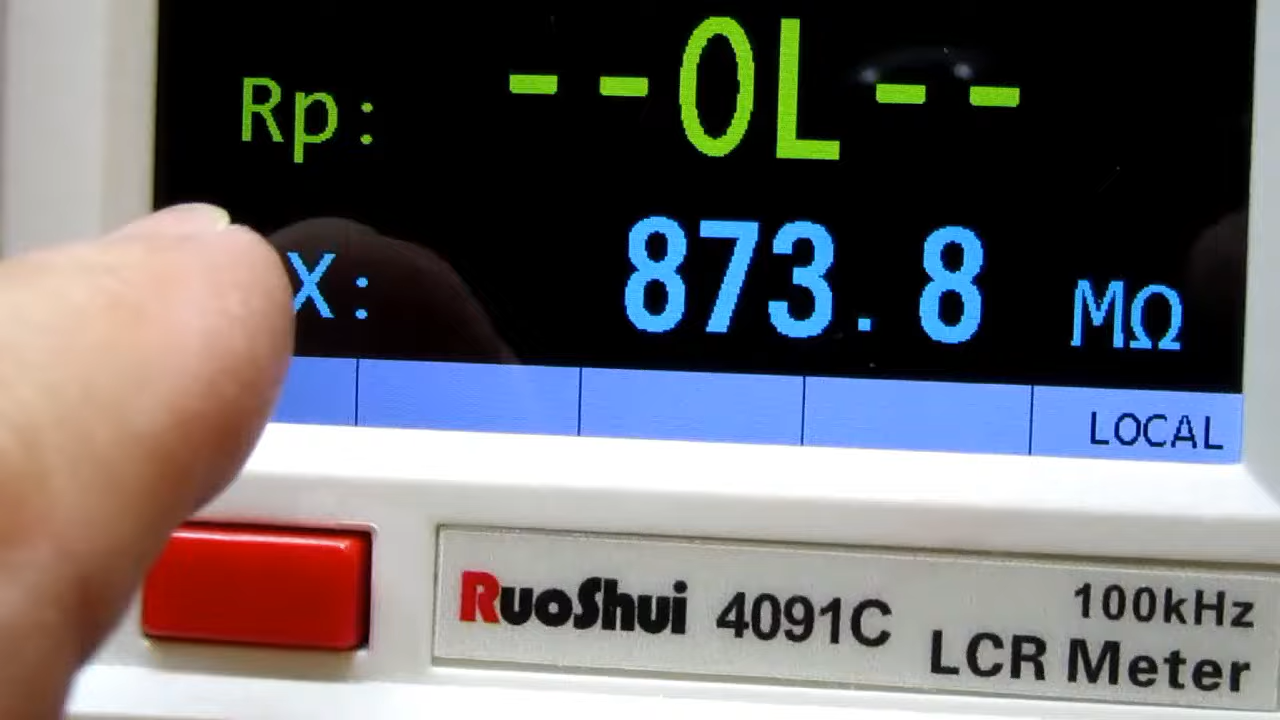 Rp: --OL--
X: 873.8 MΩ
LOCAL
RuoShui 4091C 100kHz
LCR Meter